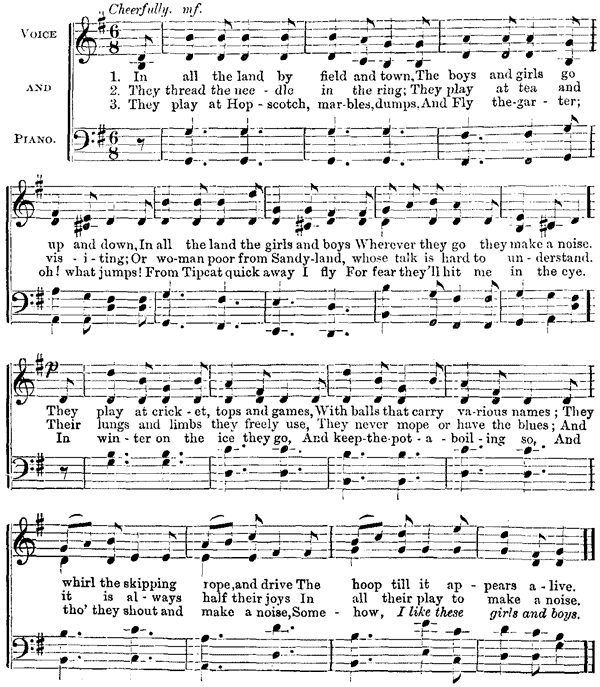 Cheerfully. mf.
VOICE
AND
PIANO.
6
8
1. In all the land by field and town, The boys and girls go
2. They thread the nee - dle in the ring; They play at tea and
3. They play at Hop - scotch, mar - bles, dumps, And Fly the - gar - ter;
6
8
up and down, In all the land the girls and boys Wherever they go they make a noise.
vis - i - ting; Or wo - man poor from Sandy - land, whose talk is hard to un - derstand.
oh! what jumps! From Tipcat quick away I fly For fear they'll hit me in the eye.
p
They play at crick - et, tops and games, With balls that carry va - rious names; They
Their lungs and limbs they freely use, They never mope or have the blues; And
In win - ter on the ice they go, And keep-the-pot - a - boil - ing so, And
whirl the skipping rope, and drive The hoop till it ap - pears a - live.
it is al - ways half their joys In all their play to make a noise.
tho' they shout and make a noise, Some - how, I like these girls and boys.